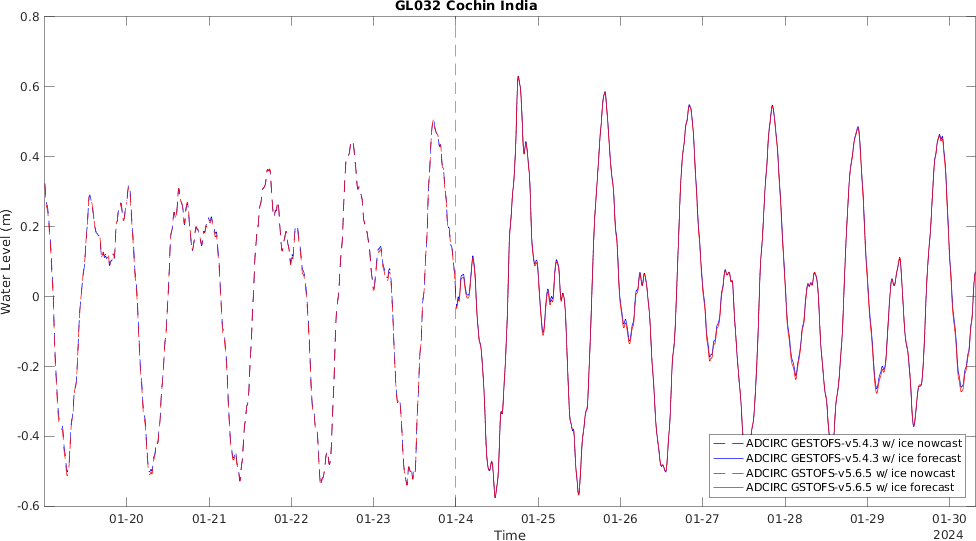 GL032 Cochin India
Water Level (m)
0.8
0.6
0.4
0.2
0
-0.2
-0.4
-0.6
ADCIRC GESTOFS-v5.4.3 w/ ice nowcast
ADCIRC GESTOFS-v5.4.3 w/ ice forecast
ADCIRC GSTOFS-v5.6.5 w/ ice nowcast
ADCIRC GSTOFS-v5.6.5 w/ ice forecast
01-20 01-21 01-22 01-23 01-24 01-25 01-26 01-27 01-28 01-29 01-30
Time
2024